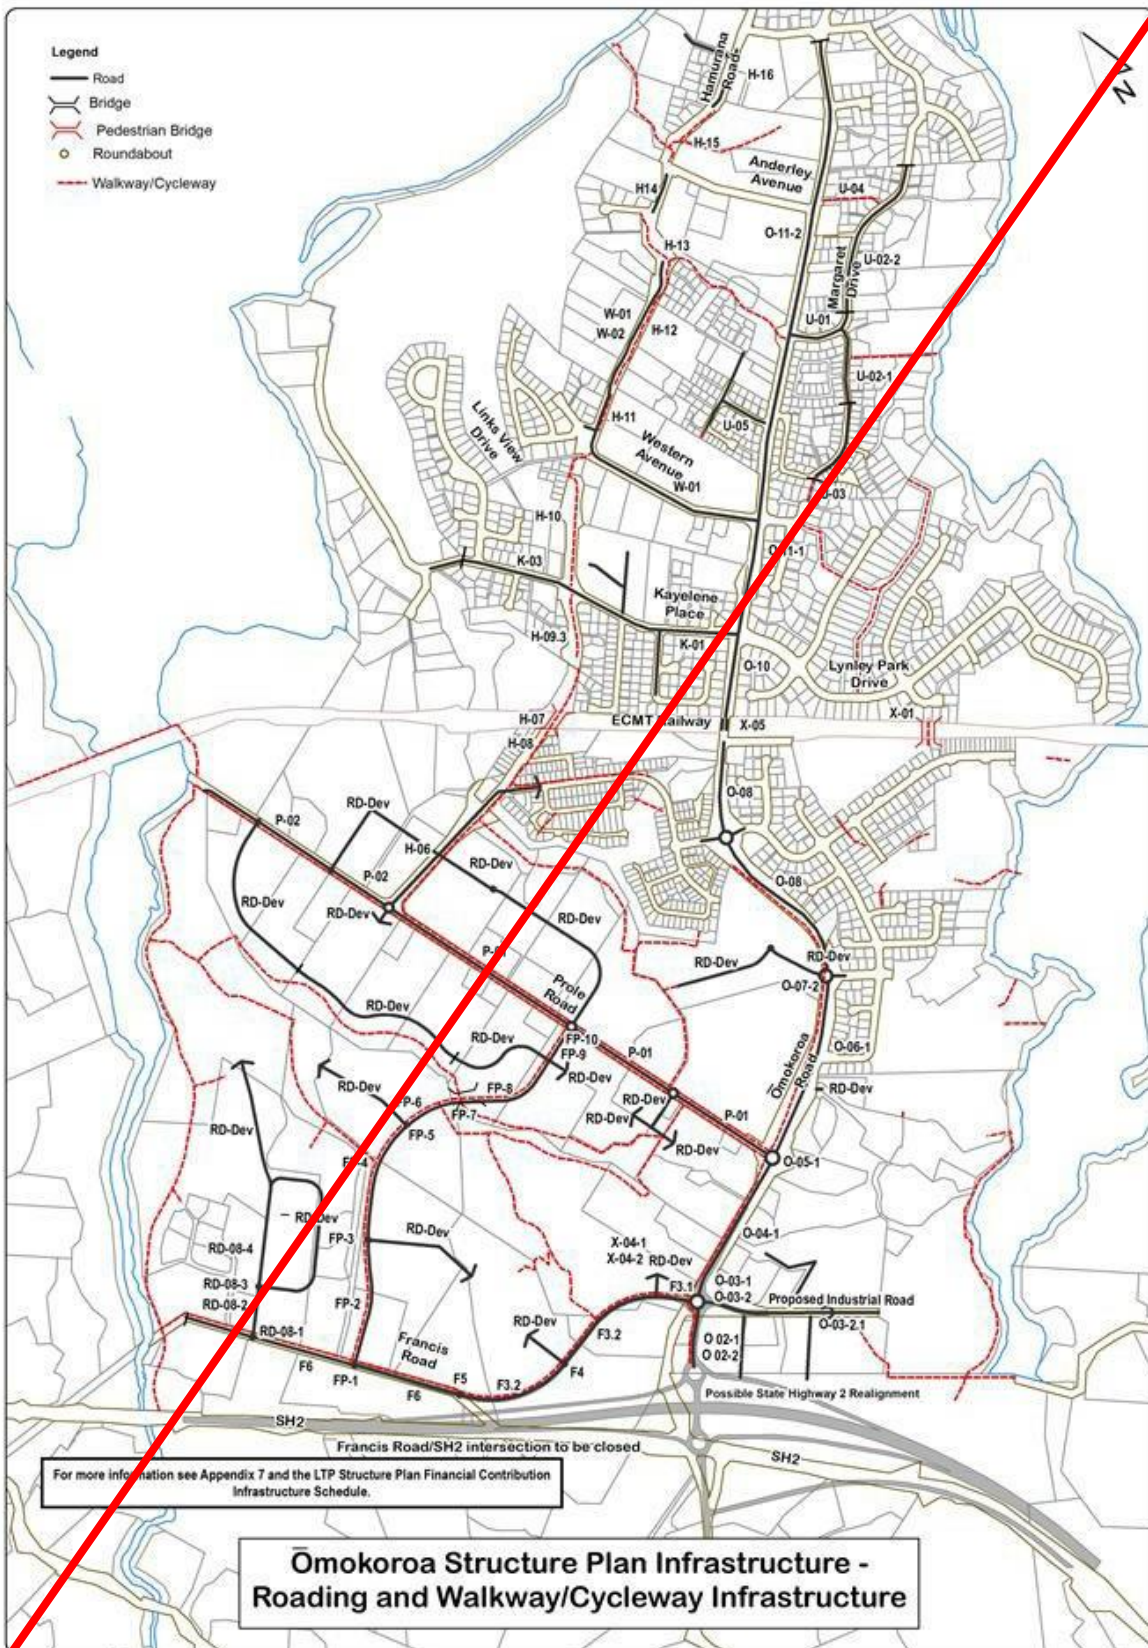 Legend
Road
Bridge
Pedestrian Bridge
Roundabout
Walkway/Cycleway
N
Hamurana
Road
H-16
H-15
Anderley
Avenue
U-04
H14
O-11-2
H-13
U-02-2
Margaret
Drive
W-01
W-02
H-12
U-01
U-02-1
Links View
Drive
H-11
U-05
Western
Avenue
W-01
U-03
H-10
O-11-1
K-03
Kayelene
Place
H-09.3
K-01
O-10
Lynley Park
Drive
H-07
ECMT Railway
X-05
X-01
H-08
RD-Dev
P-02
O-08
H-06
RD-Dev
P-02
O-08
RD-Dev
RD-Dev
RD-Dev
P-01
RD-Dev
RD-Dev
O-07-2
Prole
Road
RD-Dev
RD-Dev
FP-10
FP-9
P-01
O-06-1
Ōmokoroa
Road
RD-Dev
RD-Dev
FP-8
RD-Dev
RD-Dev
FP-6
FP-7
RD-Dev
P-01
FP-5
RD-Dev
RD-Dev
FP-4
O-05-1
RD-Dev
FP-3
RD-Dev
RD-08-4
X-04-1
X-04-2
O-04-1
RD-Dev
RD-08-3
F3.1
O-03-1
O-03-2
Proposed Industrial Road
RD-08-2
FP-2
RD-Dev
O-03-2.1
RD-08-1
F3.2
Francis
Road
O 02-1
O 02-2
F6
FP-1
F4
F5
F6
F3.2
Possible State Highway 2 Realignment
SH2
Francis Road/SH2 intersection to be closed
SH2
For more information see Appendix 7 and the LTP Structure Plan Financial Contribution
Infrastructure Schedule.
Ōmokoroa Structure Plan Infrastructure -
Roading and Walkway/Cycleway Infrastructure